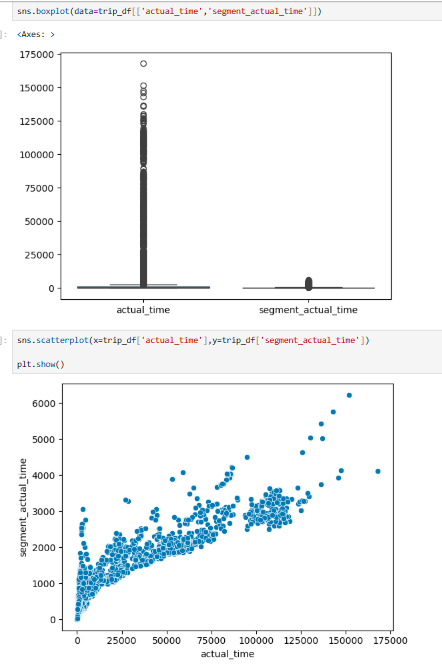 sns.boxplot(data=trip_df[['actual_time','segment_actual_time']])
]: <Axes: >
175000
150000
125000
100000
75000
50000
25000
0
actual_time segment_actual_time
]: sns.scatterplot(x=trip_df['actual_time'],y=trip_df['segment_actual_time'])
plt.show()
6000
5000
4000
3000
2000
1000
0
segment_actual_time
0 25000 50000 75000 100000 125000 150000 175000
actual_time